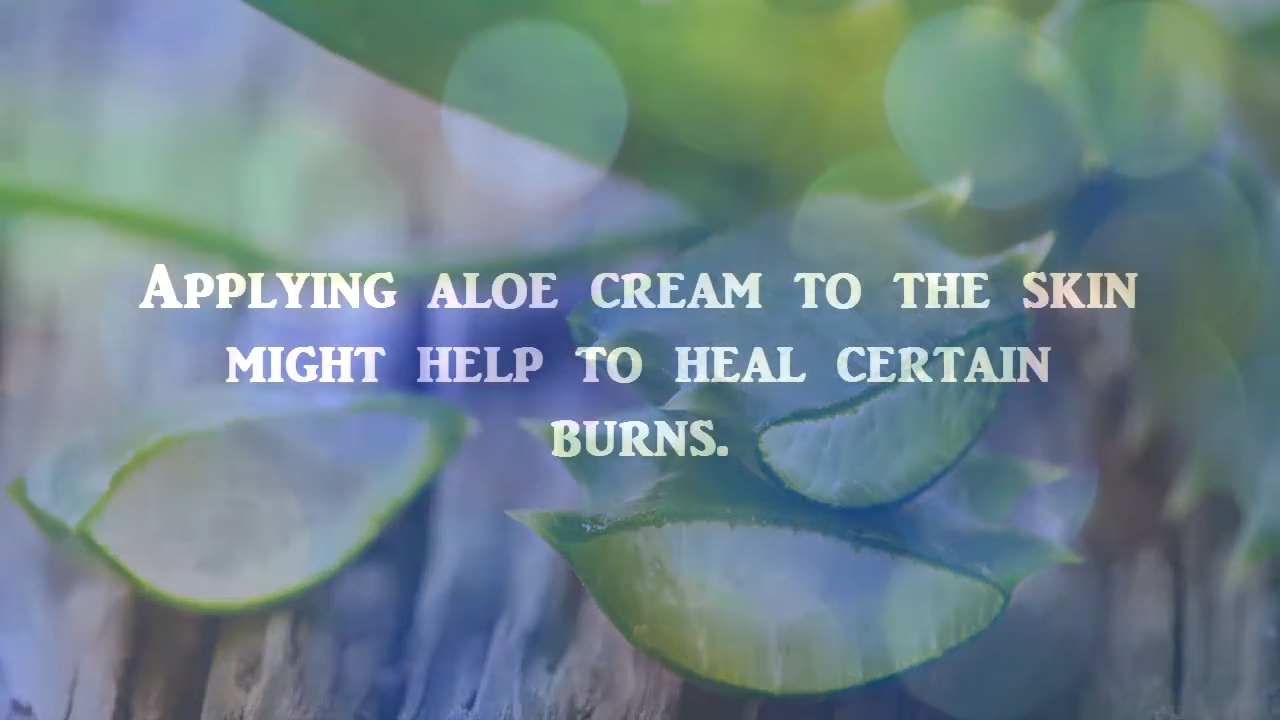 Applying aloe cream to the skin
might help to heal certain
burns.